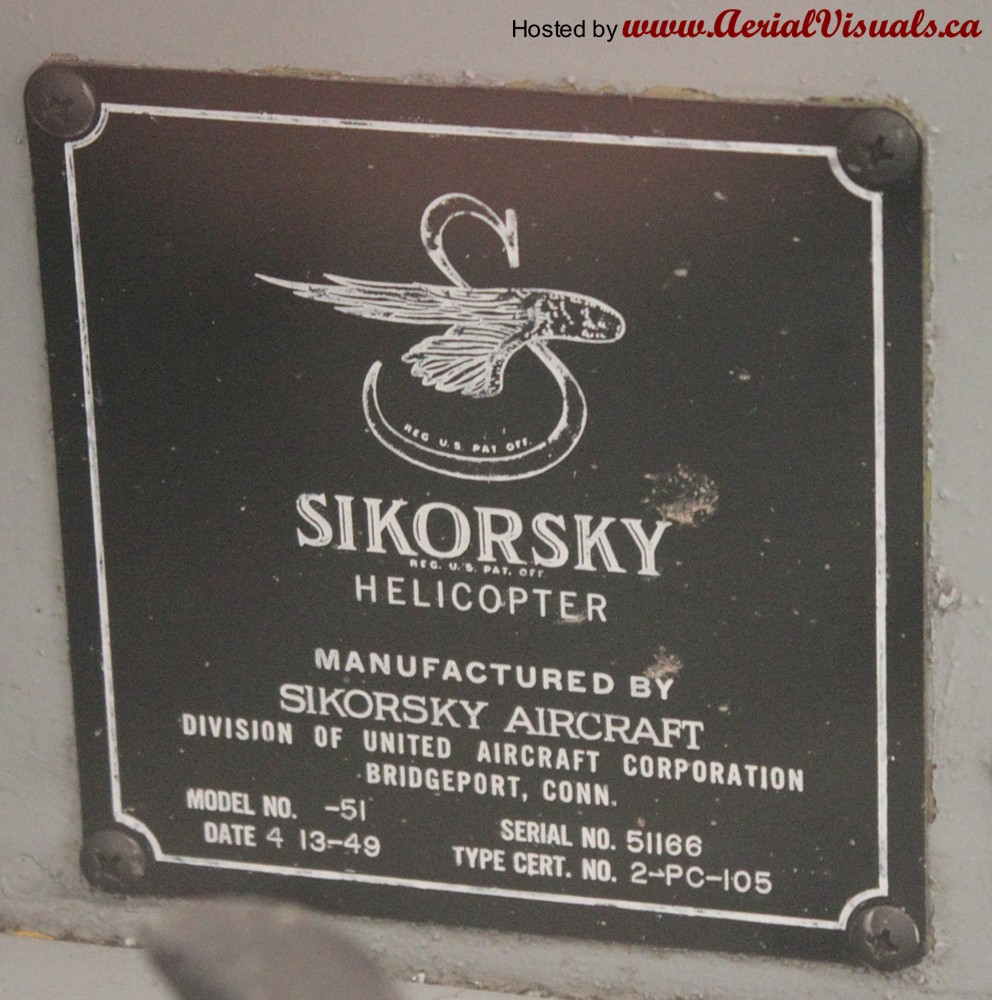 Hosted by www.AerialVisuals.ca
REG U.S. PAT OFF.
SIKORSKY
REG. U.S. PAT. OFF.
HELICOPTER
MANUFACTURED BY
SIKORSKY AIRCRAFT
DIVISION OF UNITED AIRCRAFT CORPORATION
BRIDGEPORT, CONN.
MODEL NO. -51
SERIAL NO. 51166
DATE 4 13-49
TYPE CERT. NO. 2-PC-105